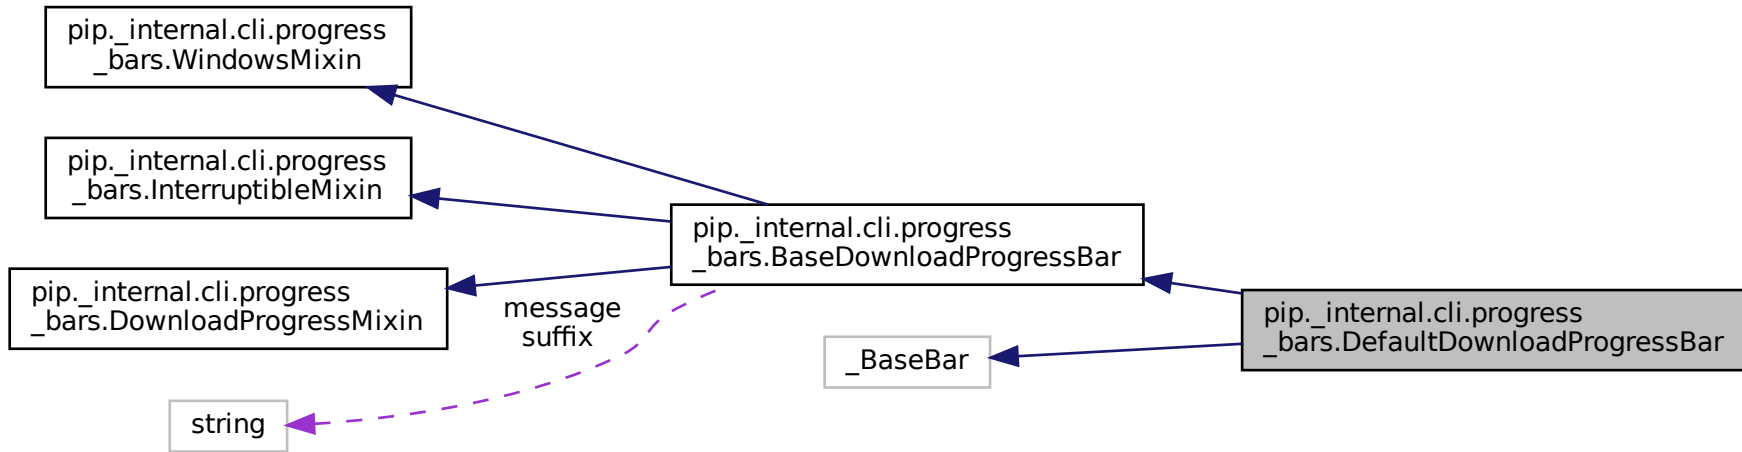 pip._internal.cli.progress
_bars.WindowsMixin
pip._internal.cli.progress
_bars.InterruptibleMixin
pip._internal.cli.progress
_bars.DownloadProgressMixin
message
suffix
string
pip._internal.cli.progress
_bars.BaseDownloadProgressBar
_BaseBar
pip._internal.cli.progress
_bars.DefaultDownloadProgressBar